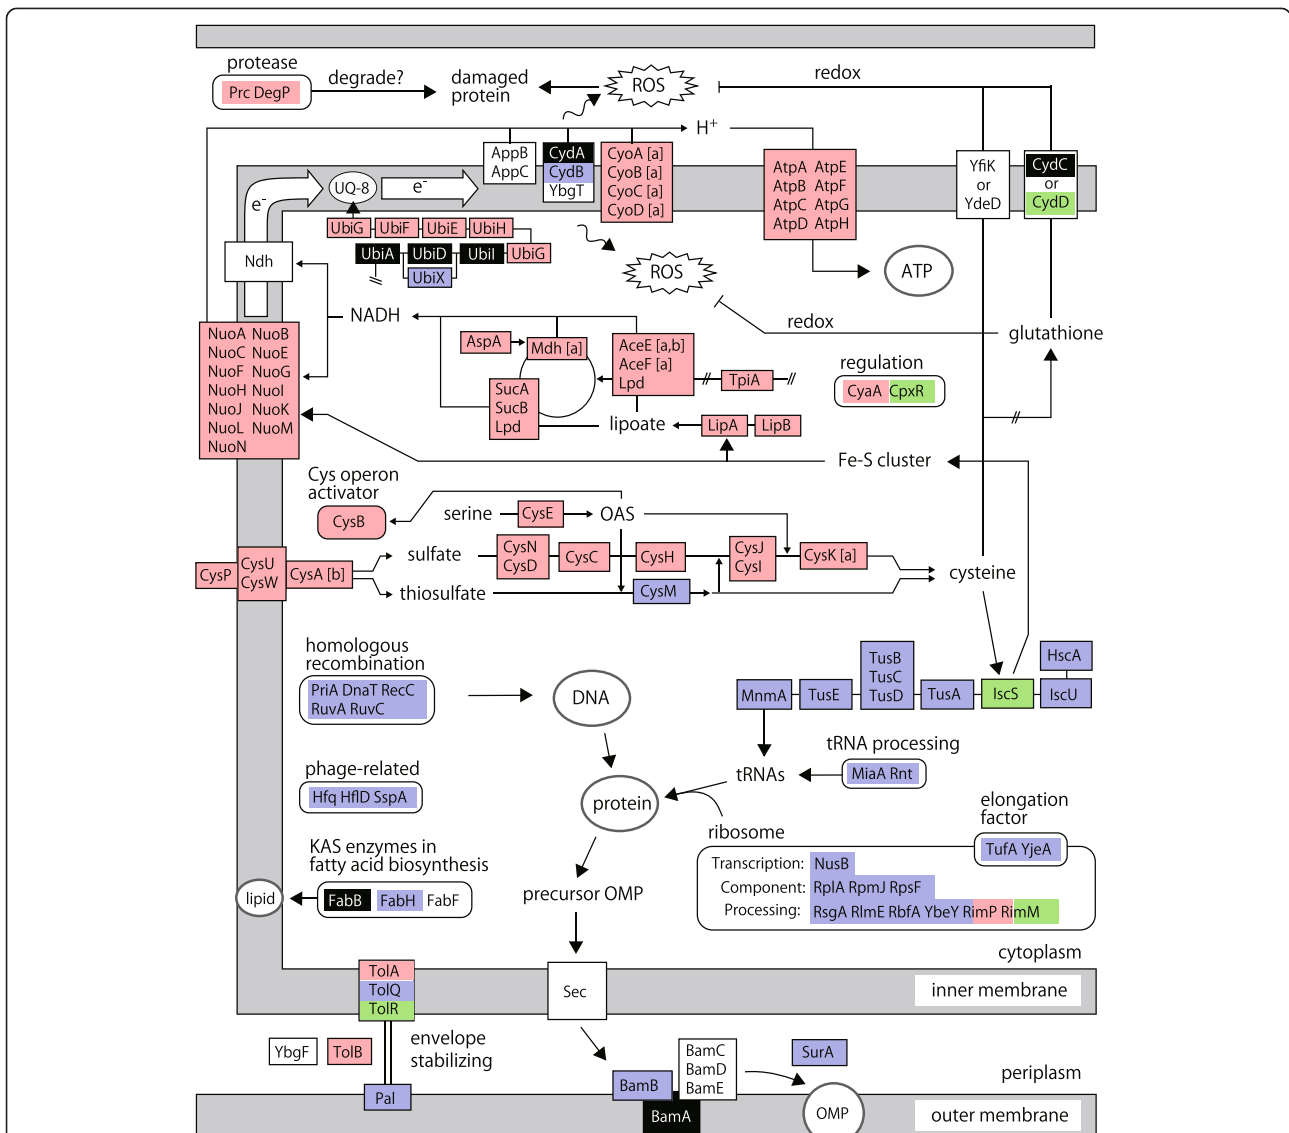 protease
Prc DegP
degrade?
damaged
protein
ROS
redox
H+
AppB
AppC
CydA
CydB
YbgT
CyoA [a]
CyoB [a]
CyoC [a]
CyoD [a]
AtpA AtpE
AtpB AtpF
AtpC AtpG
AtpD AtpH
YfiK
or
YdeD
CydC
or
CydD
e-
UQ-8
e-
UbiG
UbiF
UbiE
UbiH
UbiA
UbiD
UbiI
UbiG
UbiX
Ndh
ROS
ATP
NADH
redox
glutathione
NuoA NuoB
NuoC NuoE
NuoF NuoG
NuoH NuoI
NuoJ NuoK
NuoL NuoM
NuoN
AspA
Mdh [a]
AceE [a,b]
AceF [a]
Lpd
TpiA
regulation
CyaA CpxR
SucA
SucB
Lpd
lipoate
LipA
LipB
Fe-S cluster
Cys operon
activator
CysB
serine
CysE
OAS
sulfate
CysN
CysD
CysC
CysH
CysJ
CysI
CysK [a]
CysP
CysU
CysW
CysA [b]
thiosulfate
CysM
cysteine
homologous
recombination
PriA DnaT RecC
RuvA RuvC
DNA
MnmA
TusE
TusB
TusC
TusD
TusA
IscS
HscA
IscU
phage-related
Hfq HflD SspA
protein
tRNAs
tRNA processing
MiaA Rnt
elongation
factor
TufA YjeA
ribosome
Transcription: NusB
Component: RplA RpmJ RpsF
Processing: RsgA RlmE RbfA YbeY RimP RimM
KAS enzymes in
fatty acid biosynthesis
lipid
FabB FabH FabF
precursor OMP
cytoplasm
TolA
TolQ
TolR
Sec
inner membrane
YbgF
TolB
envelope
stabilizing
BamC
BamD
BamE
SurA
periplasm
Pal
BamB
BamA
OMP
outer membrane